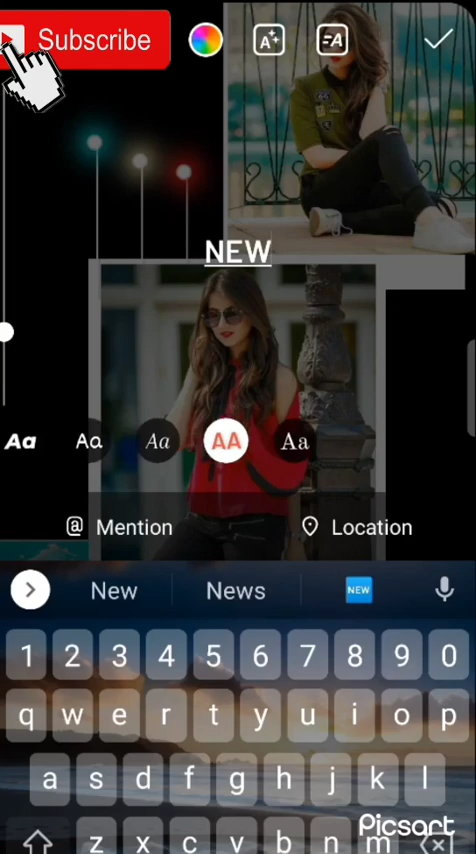 Subscribe
A
A
NEW
Aa Aa Aa AA Aa
@ Mention Location
New News NEW
1 2 3 4 5 6 7 8 9 0
q w e r t y u i o p
a s d f g h j k l
z x c v b n m
Picsart